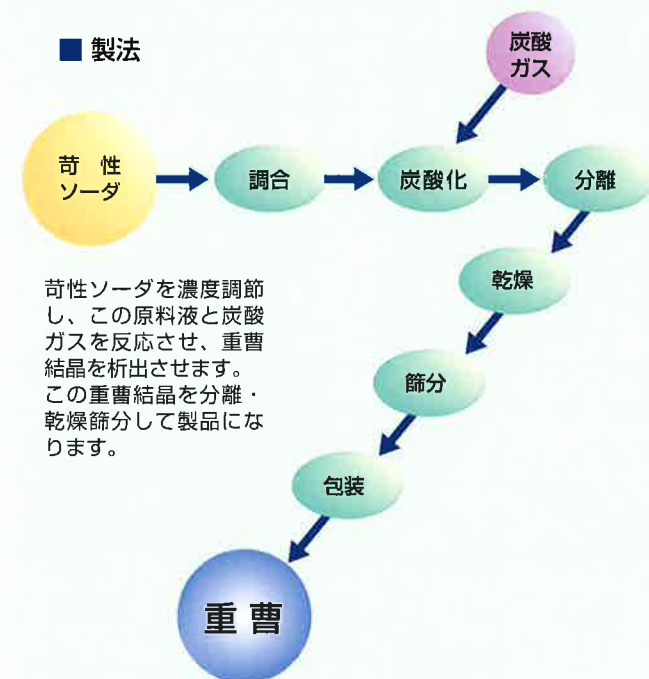 ■ 製法
炭酸
ガス
苛 性
ソーダ
調合
炭酸化
分離
乾燥
篩分
包装
重 曹
苛性ソーダを濃度調節
し、この原料液と炭酸
ガスを反応させ、重曹
結晶を析出させます。
この重曹結晶を分離・
乾燥篩分して製品にな
ります。